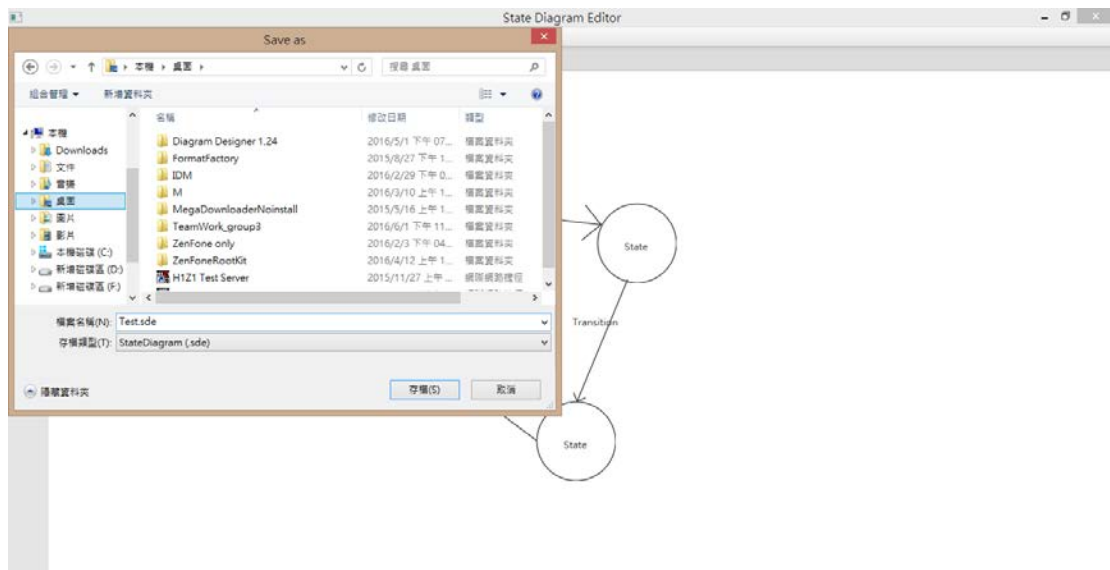 State Diagram Editor
Save as
本機 ▸ 桌面 ▸
搜尋 桌面
組合管理 ▾ 新增資料夾
名稱 修改日期 類型
本機
Downloads
文件
音樂
桌面
圖片
影片
本機磁碟 (C:)
新增磁碟區 (D:)
新增磁碟區 (F:)
Diagram Designer 1.24 2016/5/1 下午 07... 檔案資料夾
FormatFactory 2015/8/27 下午 1... 檔案資料夾
IDM 2016/2/29 下午 0... 檔案資料夾
M 2016/3/10 上午 1... 檔案資料夾
MegaDownloaderNoinstall 2015/5/16 上午 1... 檔案資料夾
TeamWork_group3 2016/6/1 下午 11... 檔案資料夾
ZenFone only 2016/2/3 下午 04... 檔案資料夾
ZenFoneRootKit 2016/4/12 上午 1... 檔案資料夾
H1Z1 Test Server 2015/11/27 上午 ... 網際網路捷徑
檔案名稱(N): Test.sde
存檔類型(T): StateDiagram (.sde)
隱藏資料夾 存檔(S) 取消
State
Transition
State